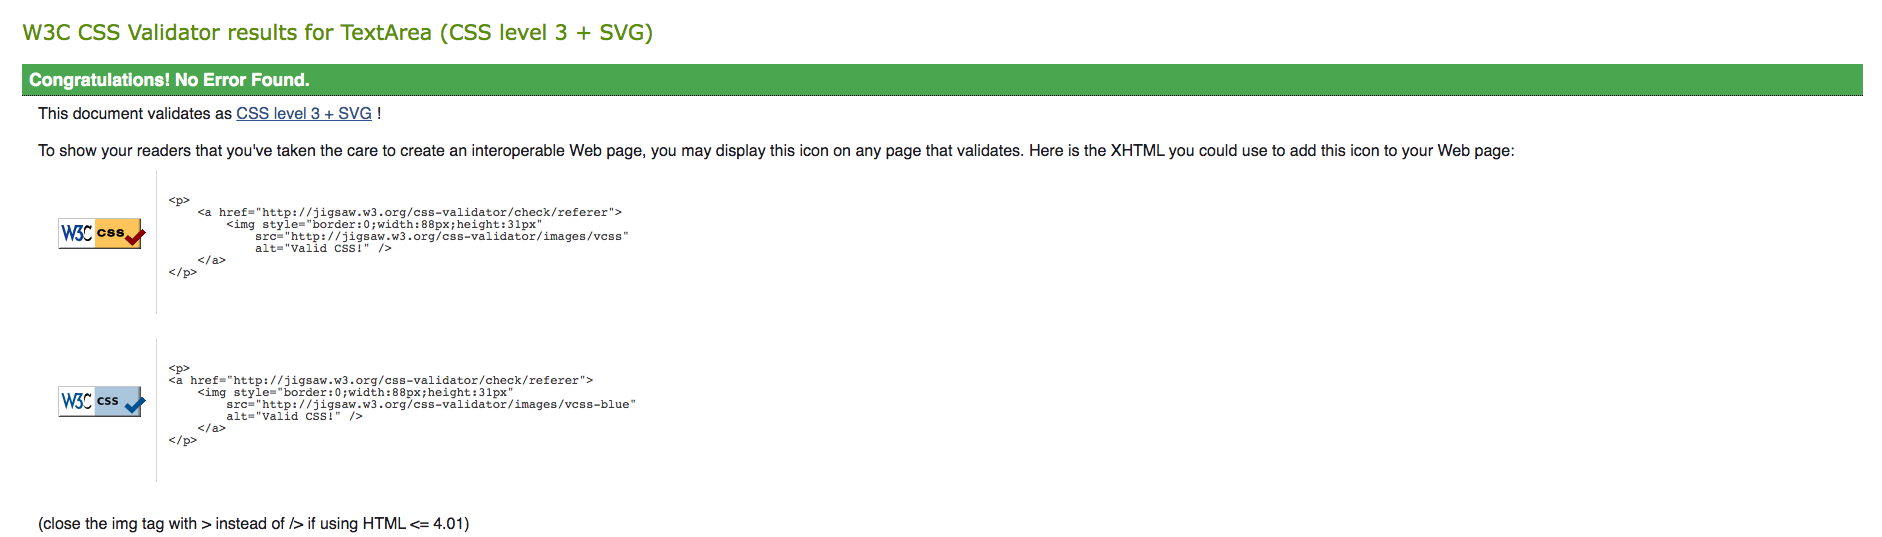 W3C CSS Validator results for TextArea (CSS level 3 + SVG)
Congratulations! No Error Found.
This document validates as CSS level 3 + SVG !
To show your readers that you've taken the care to create an interoperable Web page, you may display this icon on any page that validates. Here is the XHTML you could use to add this icon to your Web page:
W3C css
<p>
    <a href="http://jigsaw.w3.org/css-validator/check/referer">
        <img style="border:0;width:88px;height:31px"
            src="http://jigsaw.w3.org/css-validator/images/vcss"
            alt="Valid CSS!" />
    </a>
</p>
W3C css
<p>
<a href="http://jigsaw.w3.org/css-validator/check/referer">
    <img style="border:0;width:88px;height:31px"
        src="http://jigsaw.w3.org/css-validator/images/vcss-blue"
        alt="Valid CSS!" />
    </a>
</p>
(close the img tag with > instead of /> if using HTML <= 4.01)